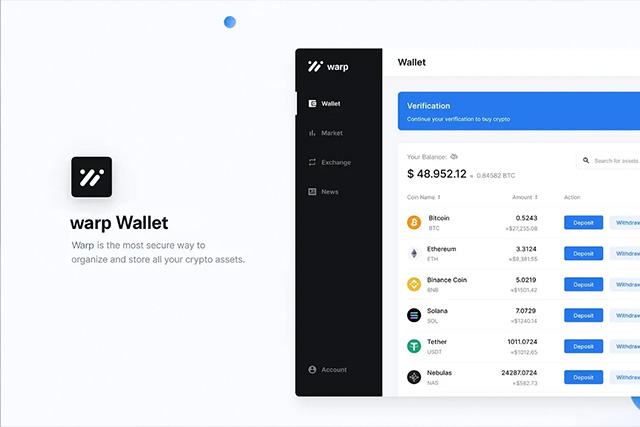 warp Wallet
Warp is the most secure way to
organize and store all your crypto assets.
warp
Wallet
Market
Exchange
News
Account
Wallet
Verification
Continue your verification to buy crypto
Your Balance:
$ 48.952.12 ≈ 0.84582 BTC
Search for assets
Coin Name Amount Action
Bitcoin 0.5243 Deposit Withdraw
BTC ≈$27,255.08
Ethereum 3.3124 Deposit Withdraw
ETH ≈$9,381.55
Binance Coin 5.0219 Deposit Withdraw
BNB ≈$1501.42
Solana 7.0729 Deposit Withdraw
SOL ≈$1240.14
Tether 1011.0724 Deposit Withdraw
USDT ≈$1012.65
Nebulas 24287.0724 Deposit Withdraw
NAS ≈$582.73